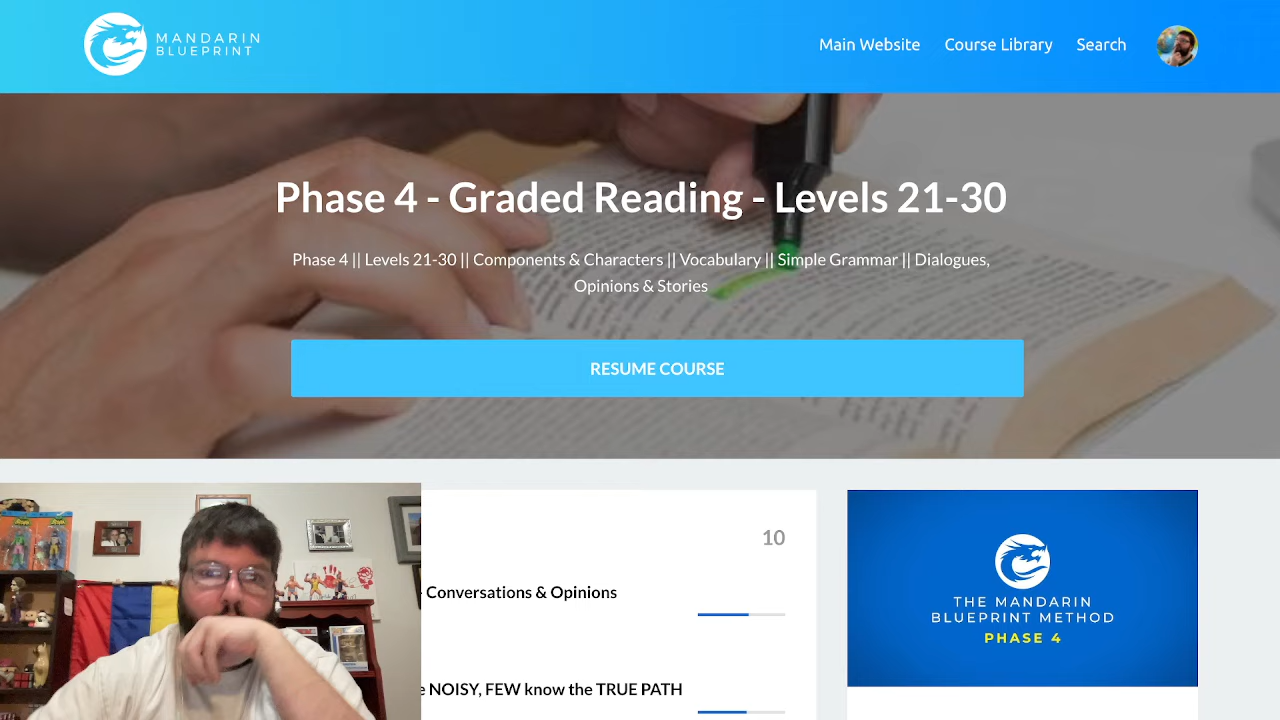 MANDARIN
BLUEPRINT
Main Website
Course Library
Search
Phase 4 - Graded Reading - Levels 21-30
Phase 4 || Levels 21-30 || Components & Characters || Vocabulary || Simple Grammar || Dialogues,
Opinions & Stories
RESUME COURSE
10
Conversations & Opinions
NOISY, FEW know the TRUE PATH
THE MANDARIN
BLUEPRINT METHOD
PHASE 4